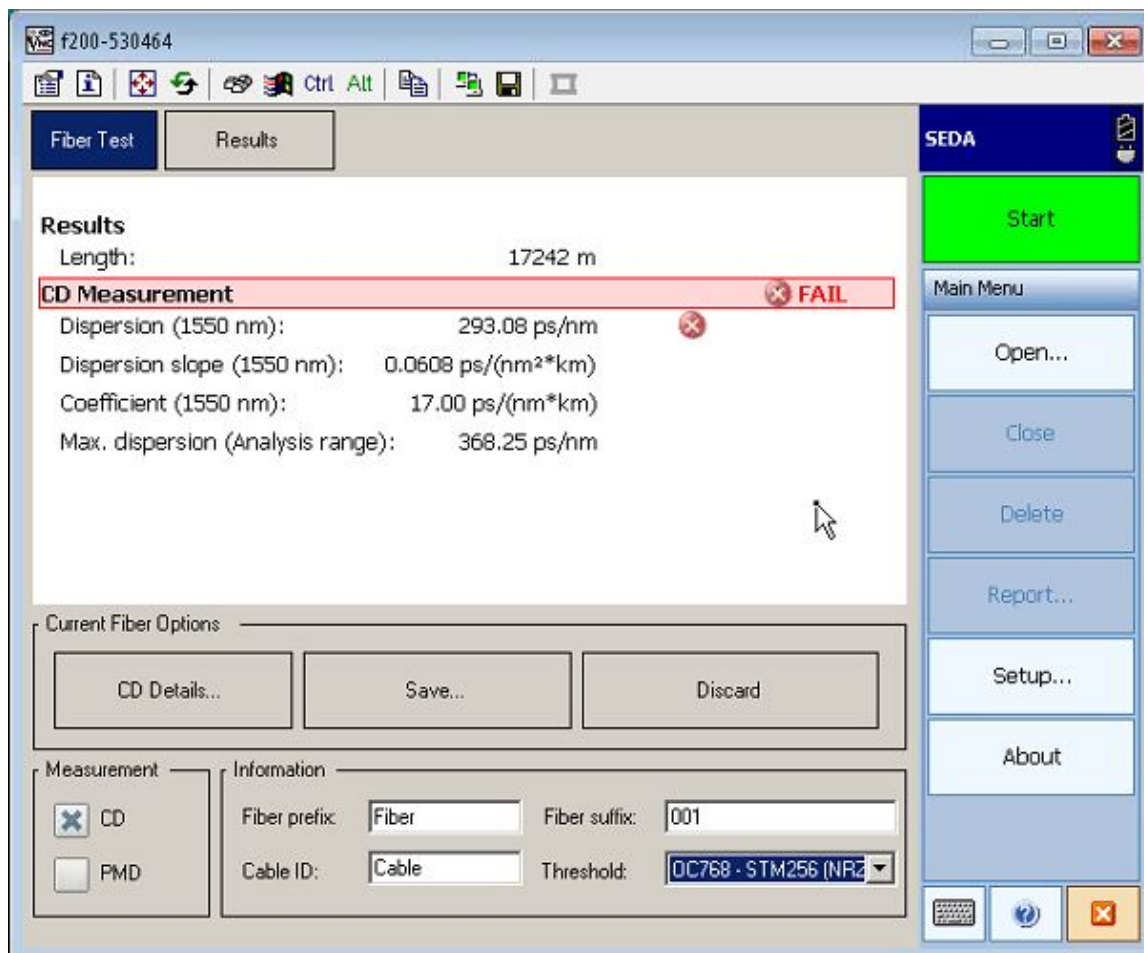 f200-530464
Ctrl Alt
Fiber Test Results
SEDA
Results
Length: 17242 m
CD Measurement FAIL
Dispersion (1550 nm): 293.08 ps/nm
Dispersion slope (1550 nm): 0.0608 ps/(nm²*km)
Coefficient (1550 nm): 17.00 ps/(nm*km)
Max. dispersion (Analysis range): 368.25 ps/nm
Start
Main Menu
Open...
Close
Delete
Report...
Setup...
About
Current Fiber Options
CD Details... Save... Discard
Measurement
CD
PMD
Information
Fiber prefix: Fiber Fiber suffix: 001
Cable ID: Cable Threshold: OC768 - STM256 (NRZ